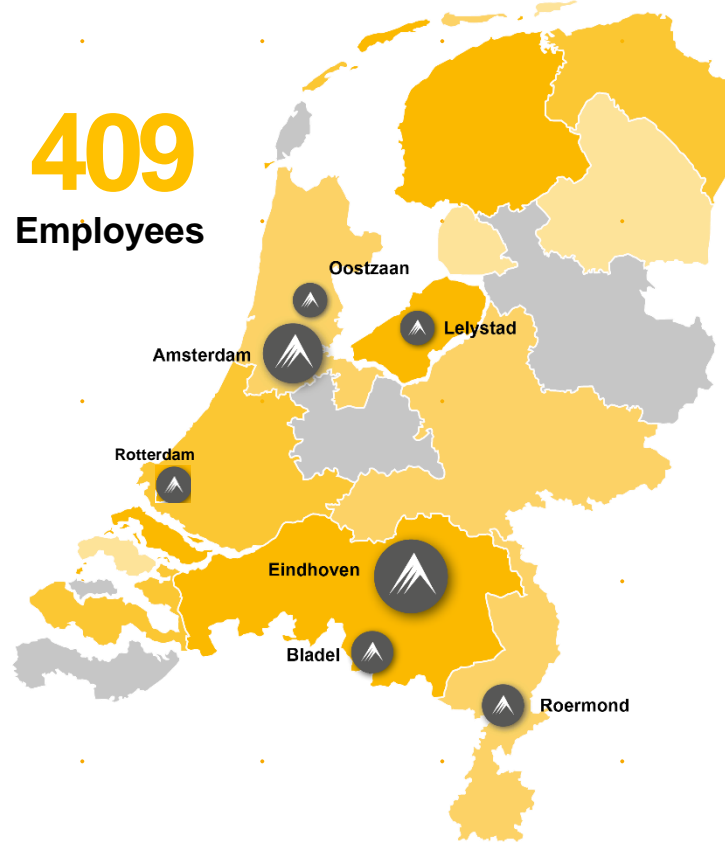 409
Employees
Oostzaan
Lelystad
Amsterdam
Rotterdam
Eindhoven
Bladel
Roermond